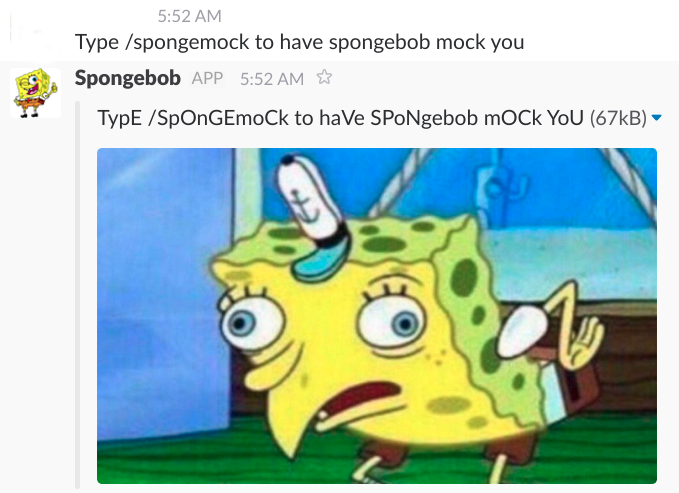 5:52 AM
Type /spongemock to have spongebob mock you
Spongebob APP 5:52 AM
TypE /SpOnGEmoCk to haVe SPoNgebob mOCk YoU (67kB)